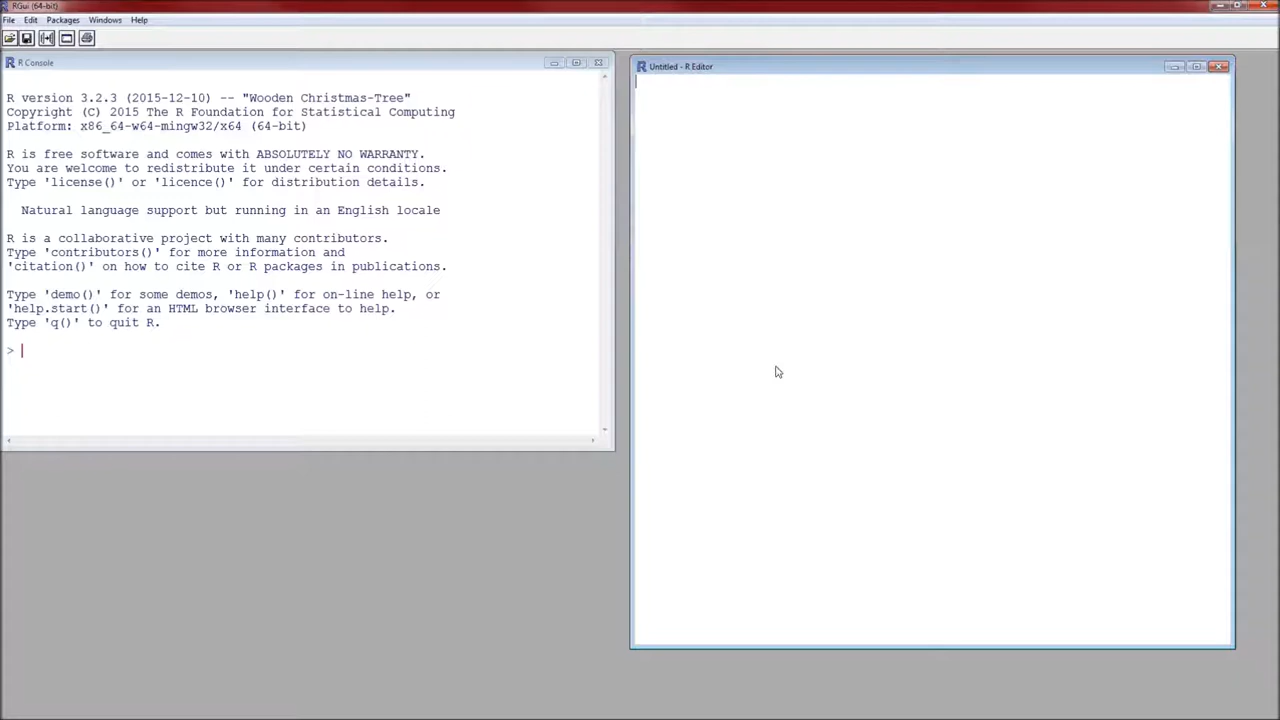 RGui (64-bit)
File Edit Packages Windows Help
R Console
R version 3.2.3 (2015-12-10) -- "Wooden Christmas-Tree"
Copyright (C) 2015 The R Foundation for Statistical Computing
Platform: x86_64-w64-mingw32/x64 (64-bit)
R is free software and comes with ABSOLUTELY NO WARRANTY.
You are welcome to redistribute it under certain conditions.
Type 'license()' or 'licence()' for distribution details.
Natural language support but running in an English locale
R is a collaborative project with many contributors.
Type 'contributors()' for more information and
'citation()' on how to cite R or R packages in publications.
Type 'demo()' for some demos, 'help()' for on-line help, or
'help.start()' for an HTML browser interface to help.
Type 'q()' to quit R.
>
Untitled - R Editor